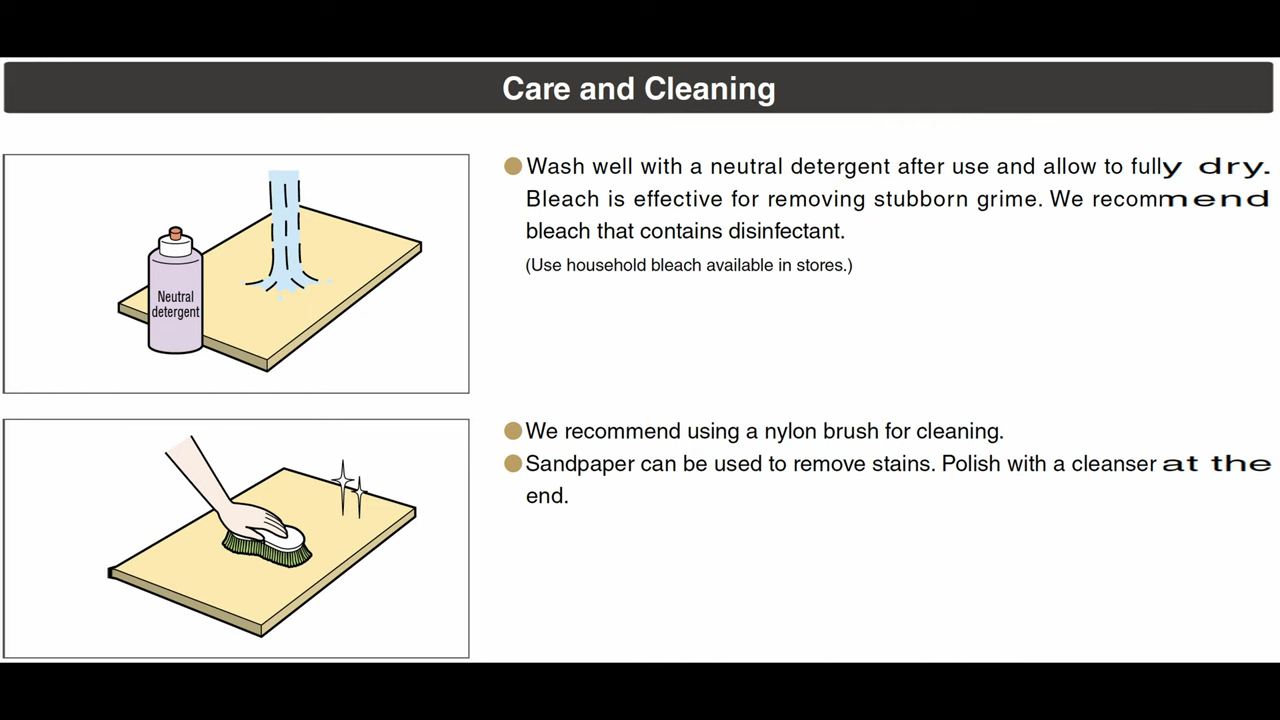 Care and Cleaning
Neutral
detergent
Wash well with a neutral detergent after use and allow to fully dry.
Bleach is effective for removing stubborn grime. We recommend
bleach that contains disinfectant.
(Use household bleach available in stores.)
We recommend using a nylon brush for cleaning.
Sandpaper can be used to remove stains. Polish with a cleanser at the
end.